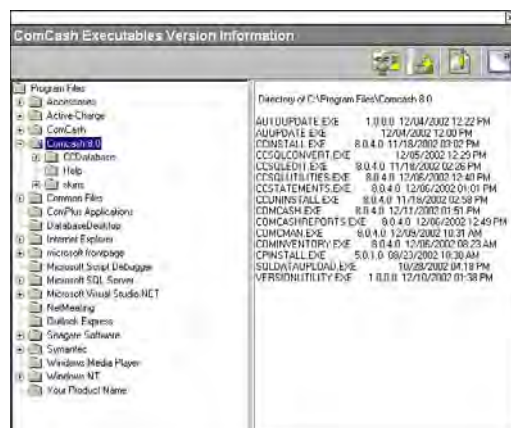 ComCash Executables Version Information
Program Files
Accessories
Active Charge
ComCash
Comcash 8.0
CCDatabase
Help
skins
Common Files
ComPlus Applications
DatabaseDesktop
Internet Explorer
microsoft frontpage
Microsoft Script Debugger
Microsoft SQL Server
Microsoft Visual Studio.NET
NetMeeting
Outlook Express
Seagate Software
Symantec
Windows Media Player
Windows NT
Your Product Name
Directory of C:\Program Files\Comcash 8.0
AUTOUPDATE.EXE 1.0.0.0 12/04/2002 12:22 PM
AUUPDATE.EXE 12/04/2002 12:00 PM
CCINSTALL.EXE 8.0.4.0 11/18/2002 03:02 PM
CCSQLCONVERT.EXE 12/05/2002 12:29 PM
CCSQLEDIT.EXE 8.0.4.0 11/18/2002 02:26 PM
CCSQLUTILITIES.EXE 8.0.4.0 12/06/2002 12:40 PM
CCSTATEMENTS.EXE 8.0.4.0 12/06/2002 01:01 PM
CCUNINSTALL.EXE 8.0.4.0 11/18/2002 02:58 PM
COMCASH.EXE 8.0.4.0 12/11/2002 01:51 PM
COMCASHREPORTS.EXE 8.0.4.0 12/06/2002 12:49 PM
COMCMAN.EXE 8.0.4.0 12/09/2002 10:31 AM
COMINVENTORY.EXE 8.0.4.0 12/06/2002 08:23 AM
CPINSTALL.EXE 5.0.1.0 08/23/2002 10:30 AM
SQLDATAUPLOAD.EXE 10/28/2002 04:18 PM
VERSIONUTILITY.EXE 1.0.0.0 12/10/2002 01:38 PM